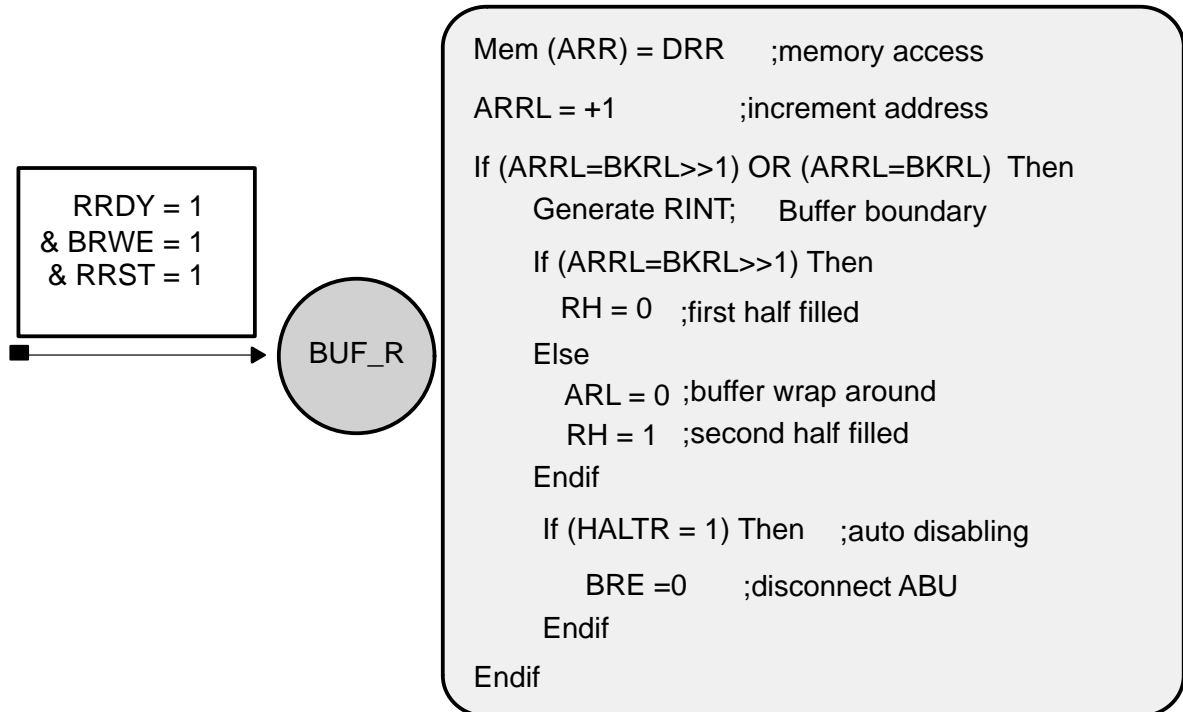 RRDY = 1
& BRWE = 1
& RRST = 1
BUF_R
Mem (ARR) = DRR ;memory access
ARRL = +1 ;increment address
If (ARRL=BKRL>>1) OR (ARRL=BKRL) Then
Generate RINT; Buffer boundary
If (ARRL=BKRL>>1) Then
RH = 0 ;first half filled
Else
ARL = 0 ;buffer wrap around
RH = 1 ;second half filled
Endif
If (HALTR = 1) Then ;auto disabling
BRE =0 ;disconnect ABU
Endif
Endif